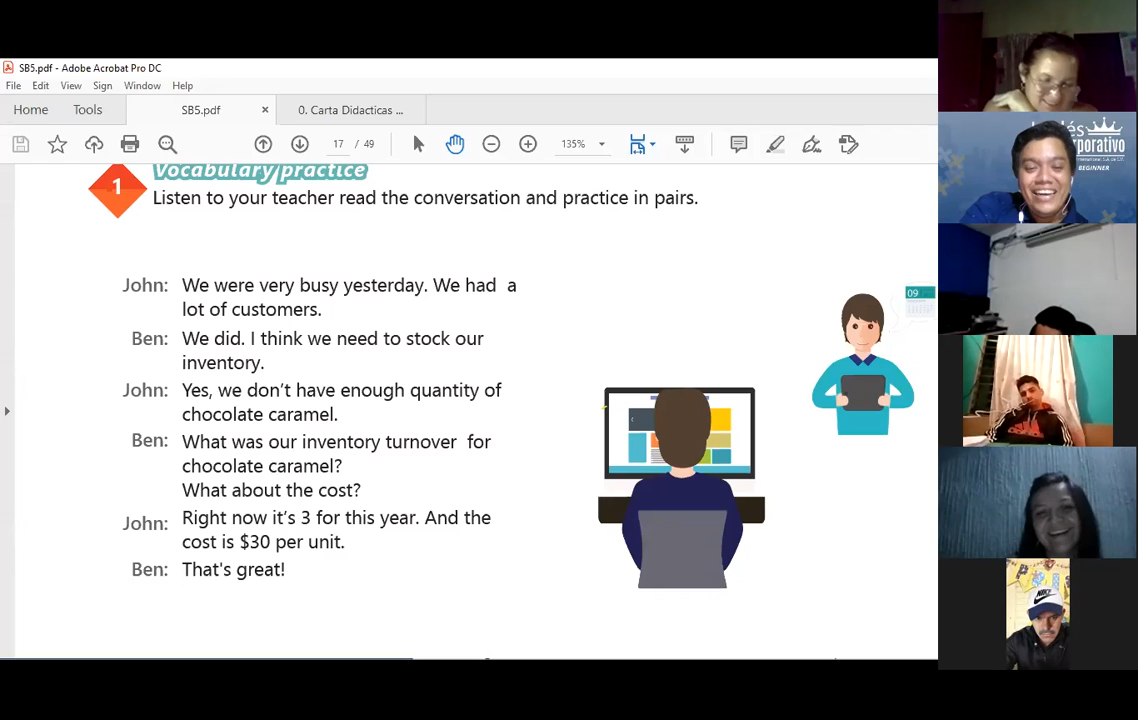 SB5.pdf - Adobe Acrobat Pro DC
File Edit View Sign Window Help
Home Tools SB5.pdf × 0. Carta Didacticas ...
17 / 49 135%
1 Vocabulary practice
Listen to your teacher read the conversation and practice in pairs.
John: We were very busy yesterday. We had a
lot of customers.
Ben: We did. I think we need to stock our
inventory.
John: Yes, we don't have enough quantity of
chocolate caramel.
Ben: What was our inventory turnover for
chocolate caramel?
What about the cost?
John: Right now it's 3 for this year. And the
cost is $30 per unit.
Ben: That's great!
09
BEGINNER